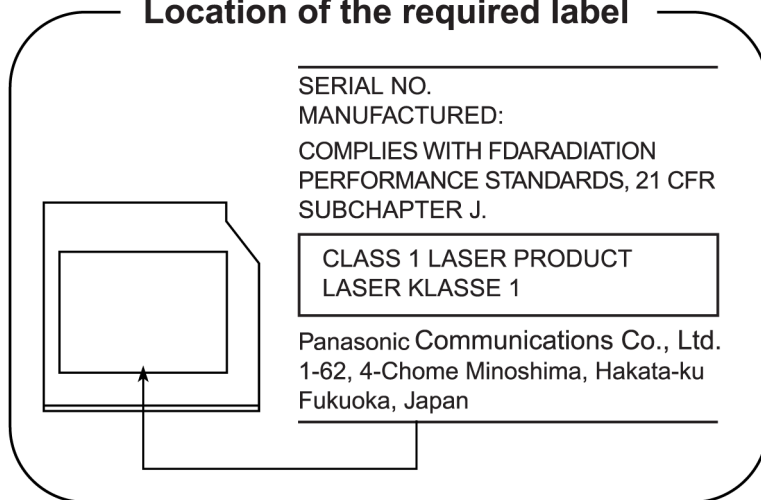 Location of the required label
SERIAL NO.
MANUFACTURED:
COMPLIES WITH FDARADIATION
PERFORMANCE STANDARDS, 21 CFR
SUBCHAPTER J.
CLASS 1 LASER PRODUCT
LASER KLASSE 1
Panasonic Communications Co., Ltd.
1-62, 4-Chome Minoshima, Hakata-ku
Fukuoka, Japan